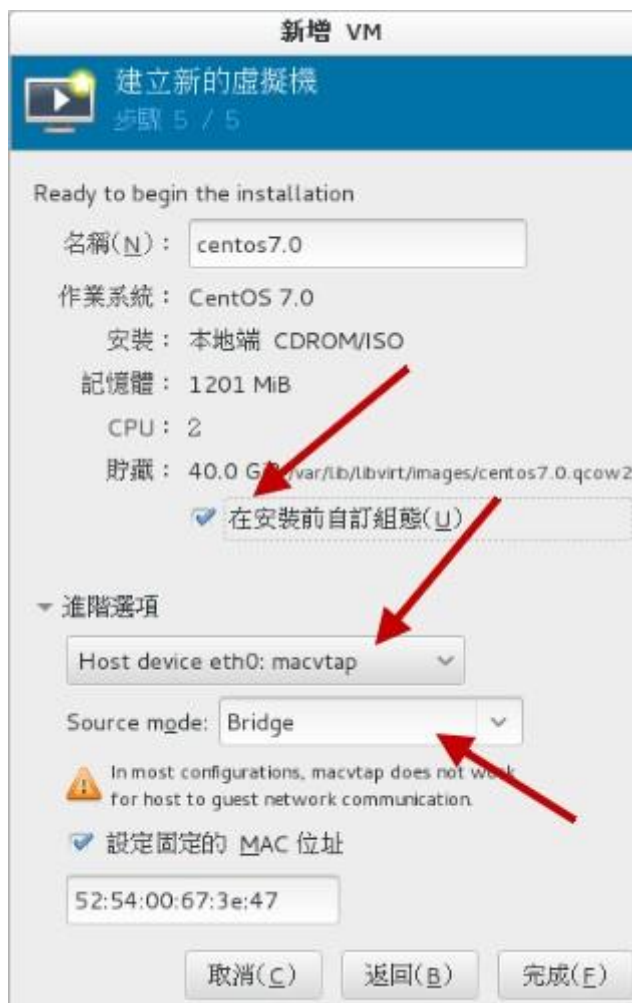 新增 VM
建立新的虛擬機
步驟 5 / 5
Ready to begin the installation
名稱(N)： centos7.0
作業系統： CentOS 7.0
安裝： 本地端 CDROM/ISO
記憶體： 1201 MiB
CPU： 2
貯藏： 40.0 /var/lib/libvirt/images/centos7.0.qcow2
在安裝前自訂組態(U)
進階選項
Host device eth0: macvtap
Source mode: Bridge
In most configurations, macvtap does not work
for host to guest network communication.
設定固定的 MAC 位址
52:54:00:67:3e:47
取消(C) 返回(B) 完成(F)